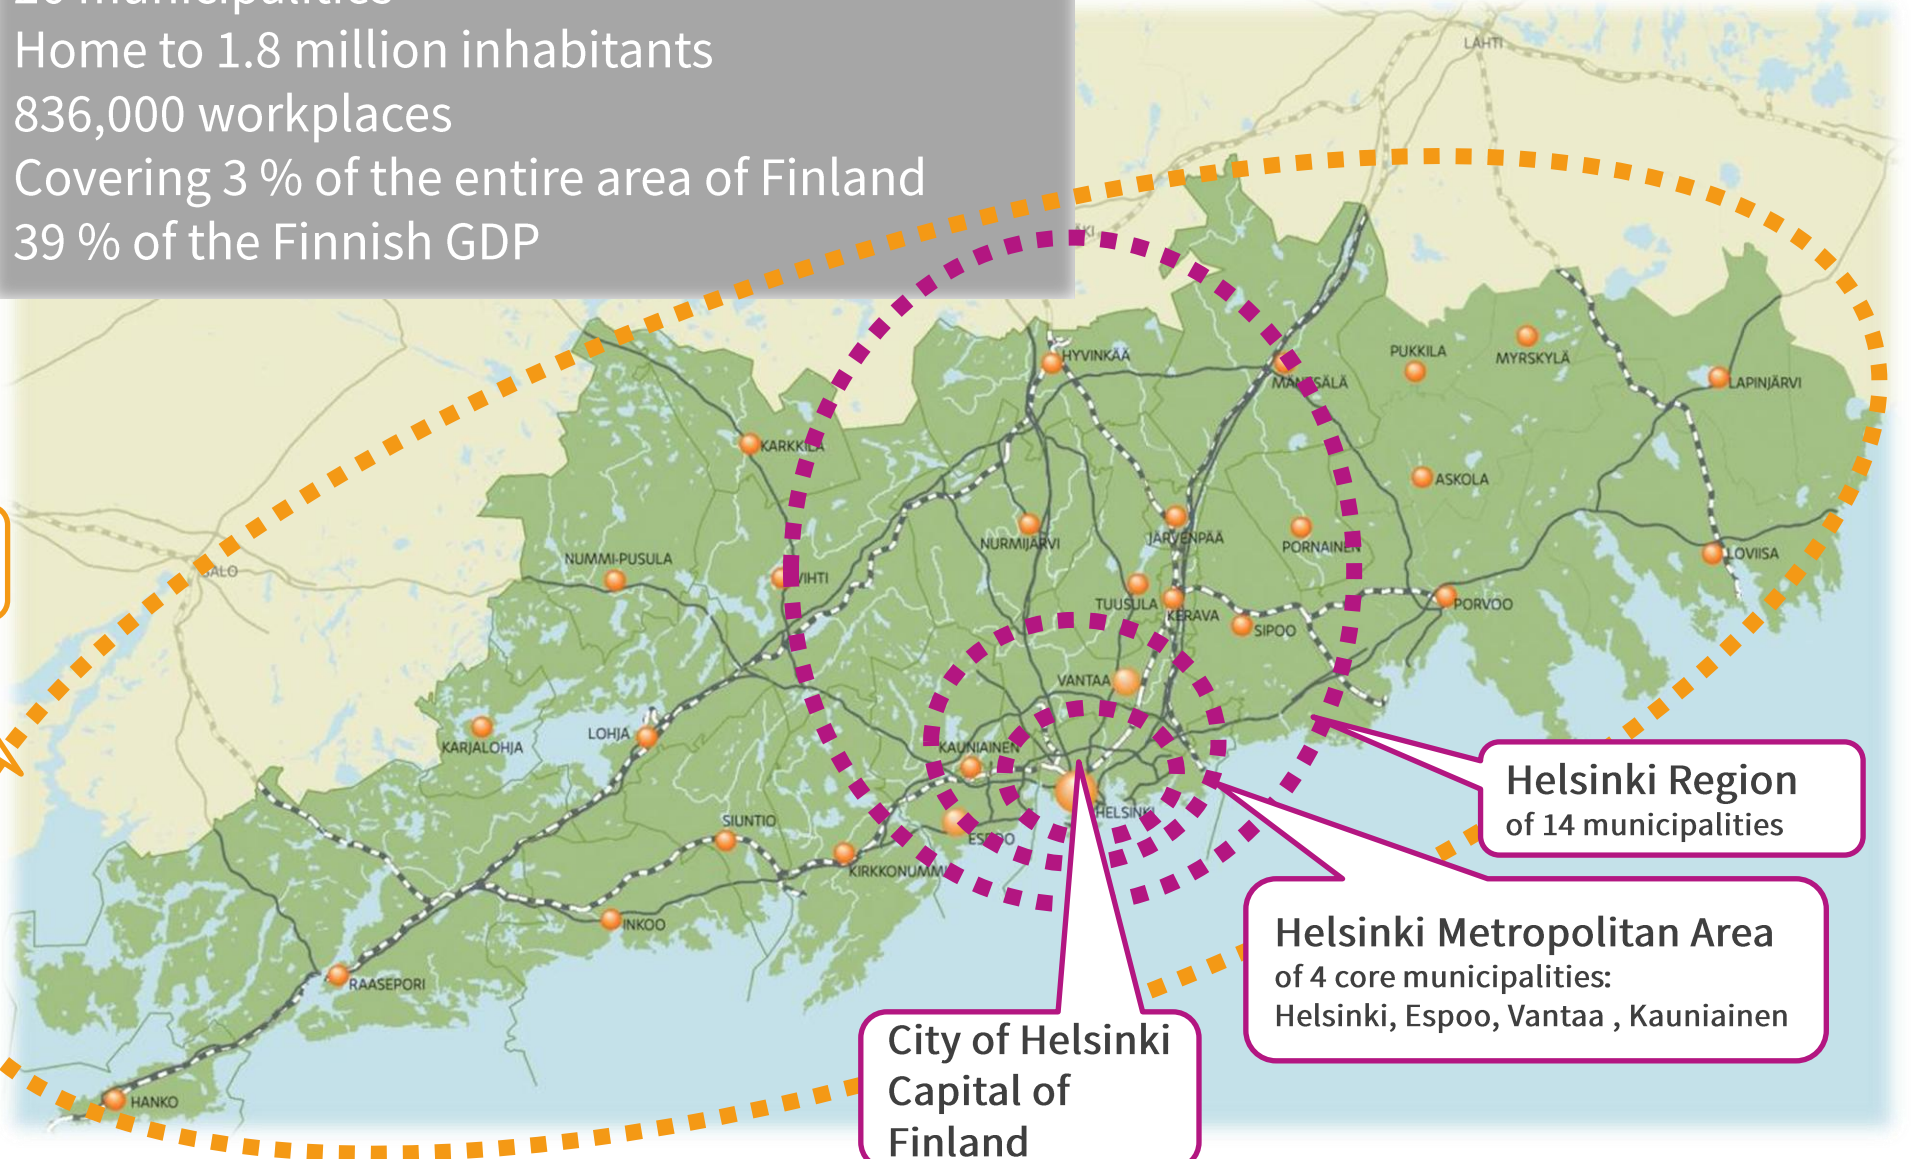 26 municipalities
Home to 1.8 million inhabitants
836,000 workplaces
Covering 3 % of the entire area of Finland
39 % of the Finnish GDP
LAHTI
HYVINKÄÄ
MÄNTSÄLÄ
PUKKILA
MYRSKYLÄ
LAPINJÄRVI
KARKKILA
ASKOLA
NURMIJÄRVI
JÄRVENPÄÄ
PORNAINEN
LOVIISA
NUMMI-PUSULA
SALO
VIHTI
TUUSULA
KERAVA
SIPOO
PORVOO
VANTAA
KARJALOHJA
LOHJA
KAUNIAINEN
HELSINKI
SIUNTIO
ESPOO
KIRKKONUMMI
INKOO
RAASEPORI
HANKO
Helsinki Region
of 14 municipalities
Helsinki Metropolitan Area
of 4 core municipalities:
Helsinki, Espoo, Vantaa , Kauniainen
City of Helsinki
Capital of
Finland